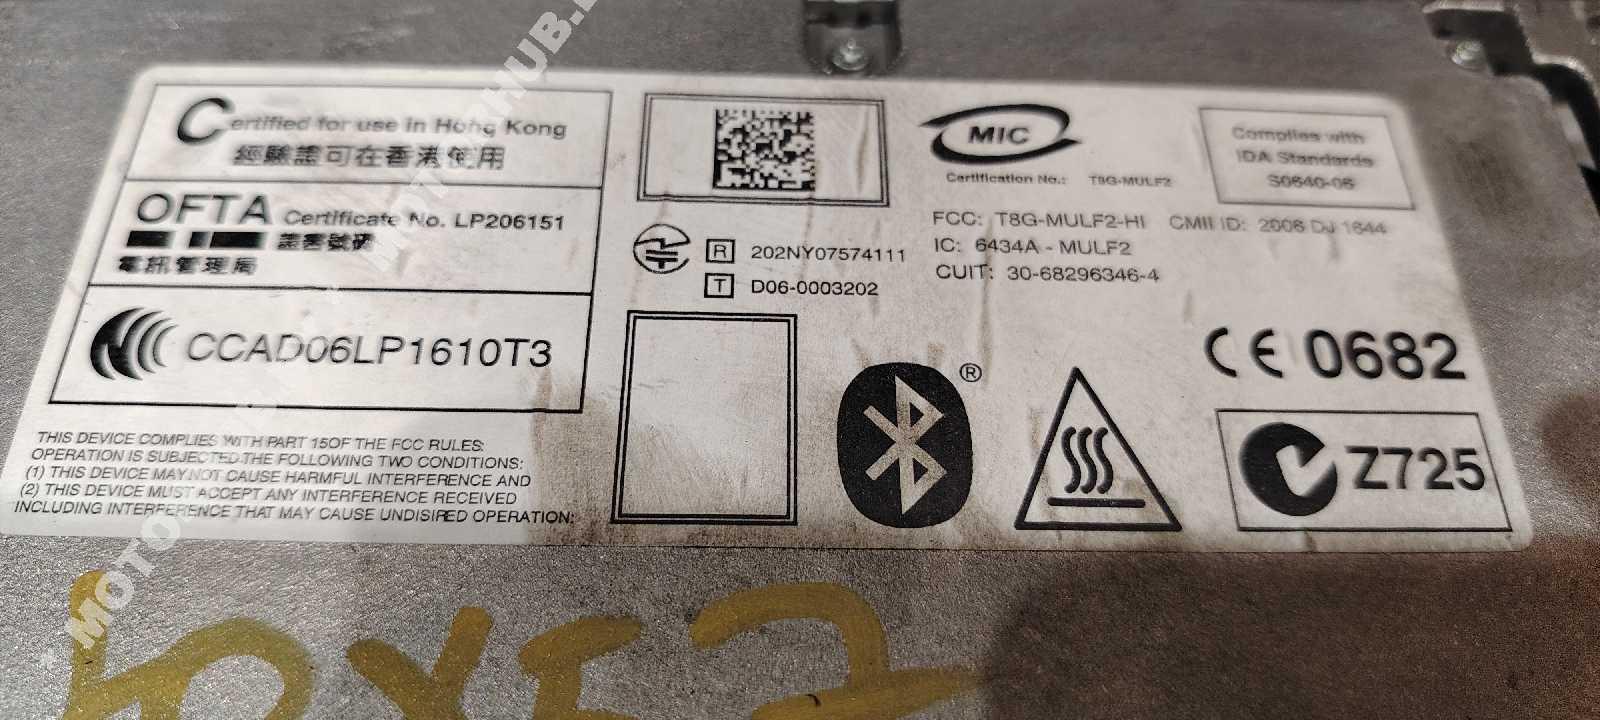 Certified for use in Hong Kong
經驗證可在香港使用
OFTA Certificate No. LP206151
證書號碼
電訊管理局
CCAD06LP1610T3
THIS DEVICE COMPLIES WITH PART 15OF THE FCC RULES:
OPERATION IS SUBJECTED THE FOLLOWING TWO CONDITIONS:
(1) THIS DEVICE MAY NOT CAUSE HARMFUL INTERFERENCE AND
(2) THIS DEVICE MUST ACCEPT ANY INTERFERENCE RECEIVED
INCLUDING INTERFERENCE THAT MAY CAUSE UNDISIRED OPERATION:
R 202NY07574111
T D06-0003202
MIC
Certification No.: T8G-MULF2
Complies with
IDA Standards
S0640-06
FCC: T8G-MULF2-HI CMII ID: 2006 DJ 1644
IC: 6434A - MULF2
CUIT: 30-68296346-4
®
CE 0682
Z725